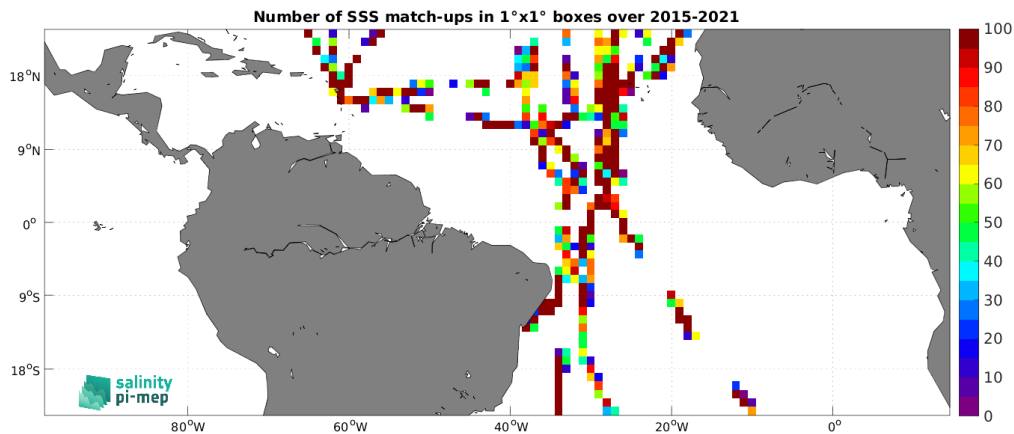 Number of SSS match-ups in 1°x1° boxes over 2015-2021
18°N
9°N
0°
9°S
18°S
80°W
60°W
40°W
20°W
0°
100
90
80
70
60
50
40
30
20
10
0
salinity
pi-mep